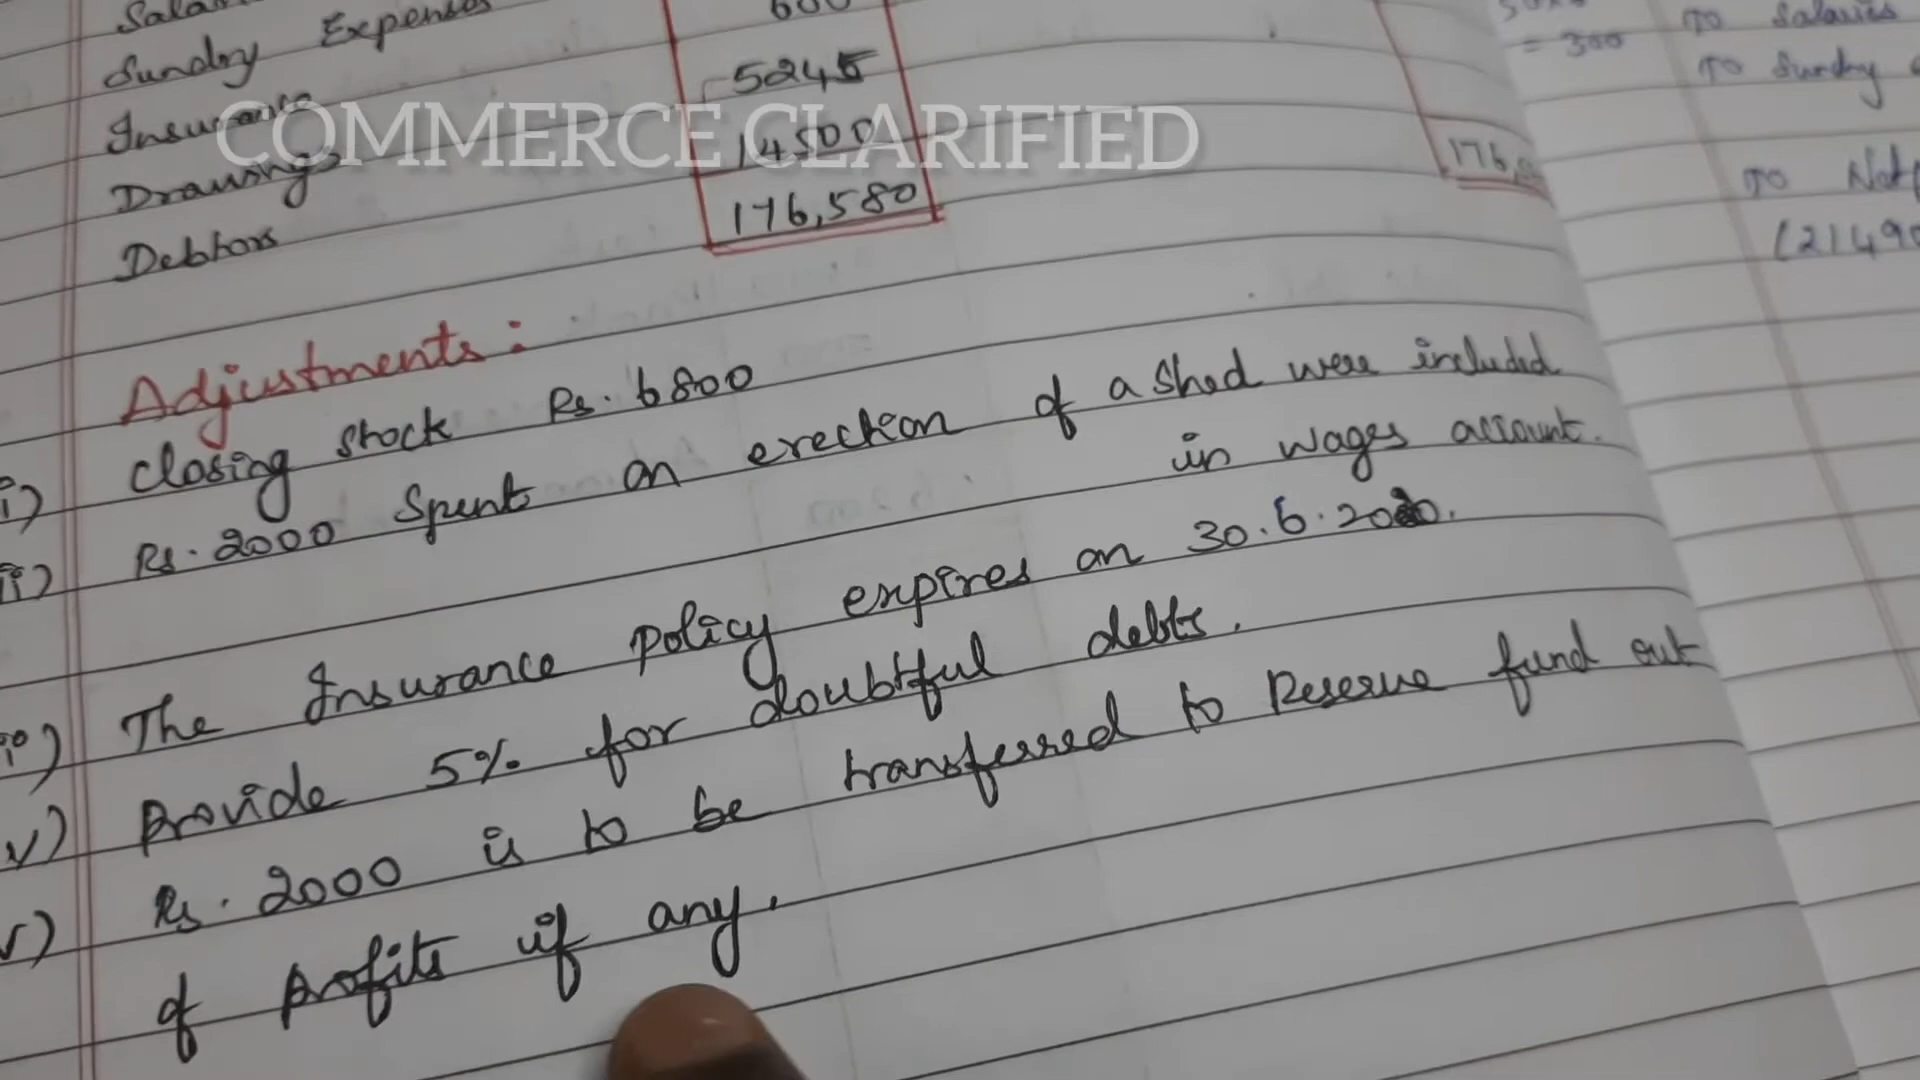 Sundry Expenses
Insurance 5245
Drawings 14500
Debtors 176,580
Adjustments :
i) Closing stock Rs. 6800
ii) Rs. 2000 spent on erection of a shed were included
in wages account.
The Insurance policy expires on 30.6.2020.
Provide 5% for doubtful debts.
v) Rs. 2000 is to be transferred to Reserve fund out
of profits if any.
= 300
To Salaries
To Sundry
To
COMMERCE CLARIFIED